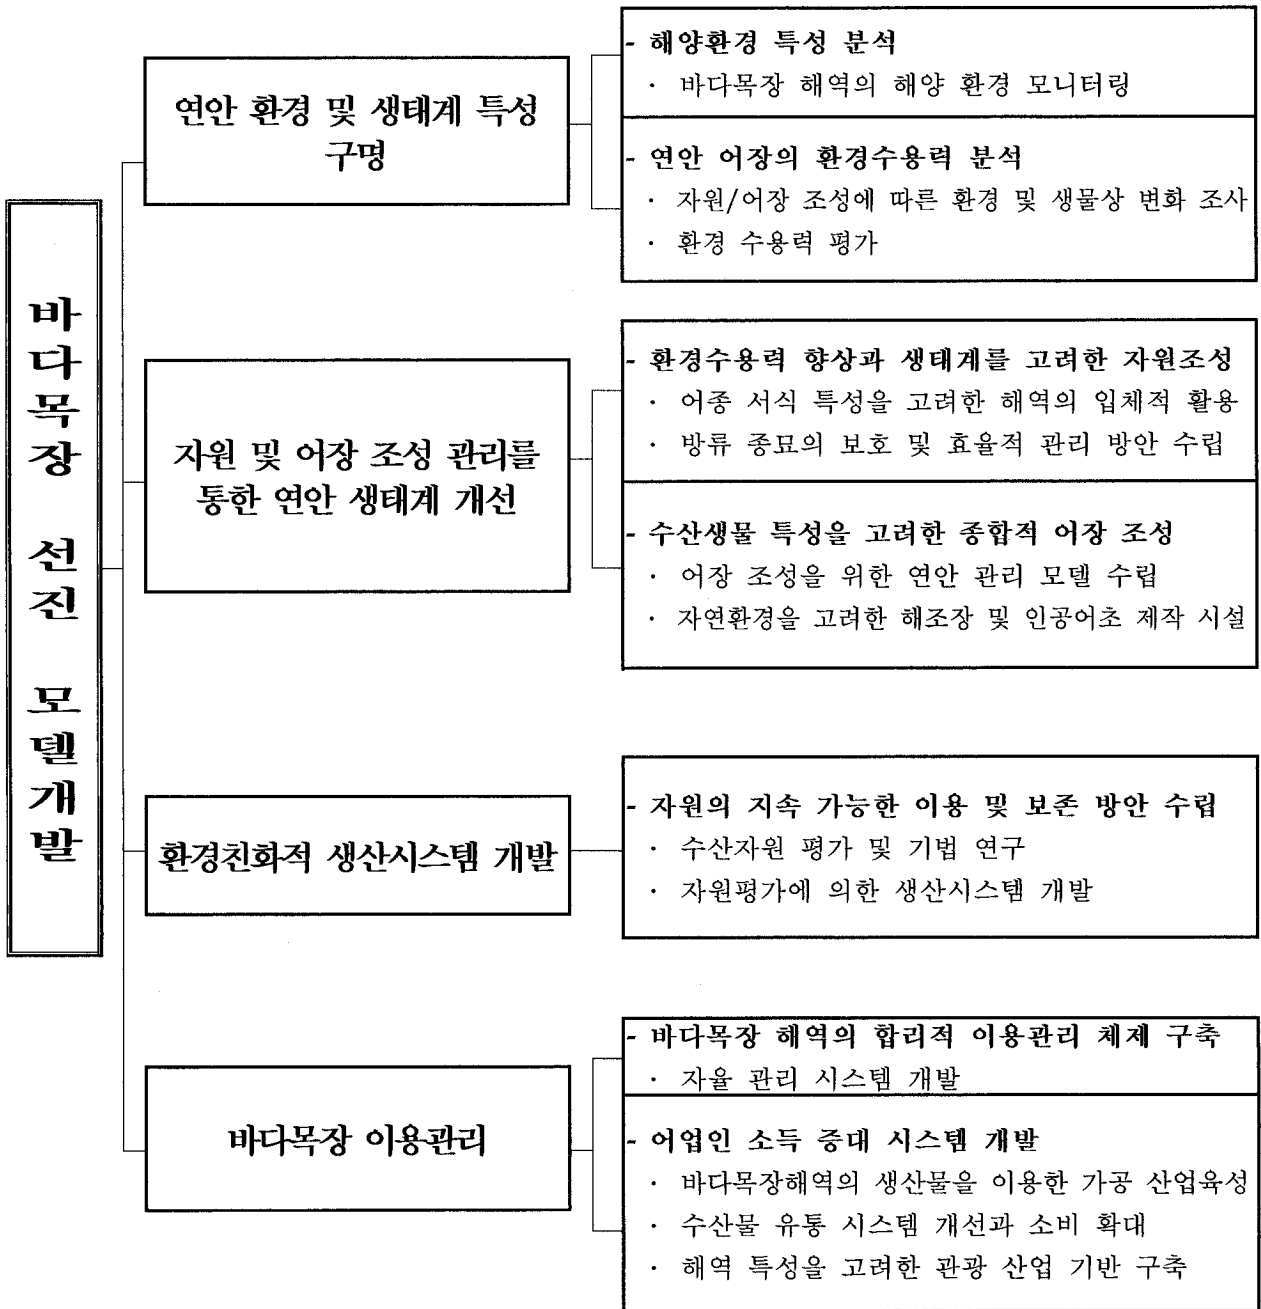 바다목장 선진 모델개발
연안 환경 및 생태계 특성
구명
- 해양환경 특성 분석
· 바다목장 해역의 해양 환경 모니터링
- 연안 어장의 환경수용력 분석
· 자원/어장 조성에 따른 환경 및 생물상 변화 조사
· 환경 수용력 평가
자원 및 어장 조성 관리를
통한 연안 생태계 개선
- 환경수용력 향상과 생태계를 고려한 자원조성
· 어종 서식 특성을 고려한 해역의 입체적 활용
· 방류 종묘의 보호 및 효율적 관리 방안 수립
- 수산생물 특성을 고려한 종합적 어장 조성
· 어장 조성을 위한 연안 관리 모델 수립
· 자연환경을 고려한 해조장 및 인공어초 제작 시설
환경친화적 생산시스템 개발
- 자원의 지속 가능한 이용 및 보존 방안 수립
· 수산자원 평가 및 기법 연구
· 자원평가에 의한 생산시스템 개발
바다목장 이용관리
- 바다목장 해역의 합리적 이용관리 체제 구축
· 자율 관리 시스템 개발
- 어업인 소득 증대 시스템 개발
· 바다목장해역의 생산물을 이용한 가공 산업육성
· 수산물 유통 시스템 개선과 소비 확대
· 해역 특성을 고려한 관광 산업 기반 구축